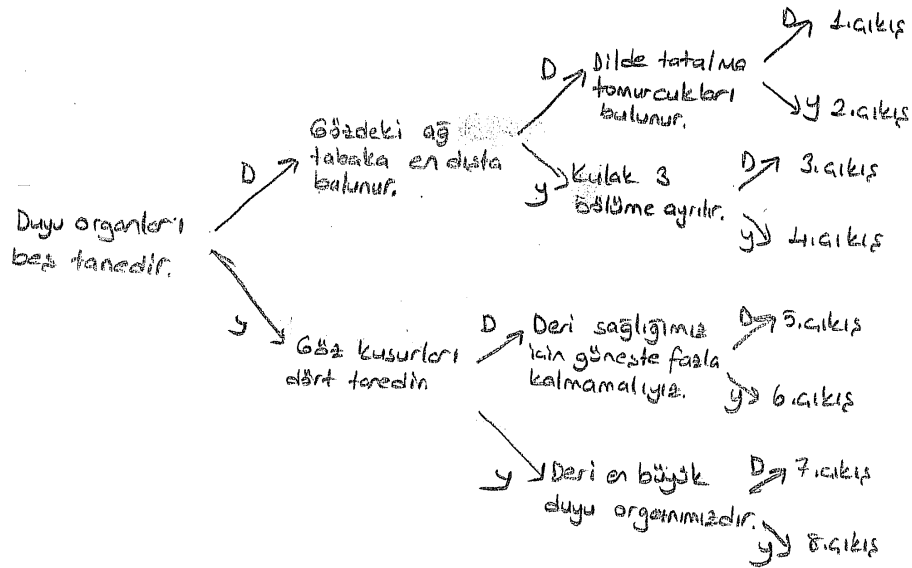 Duyu organları
beş tanedir.
D
Gözdeki ağ
tabaka en dışta
bulunur.
D
Dilde tatalma
tomurcukları
bulunur.
D
1.çıkış
y
2.çıkış
y
Kulak 3
bölüme ayrılır.
D
3.çıkış
y
4.çıkış
y
Göz kusurları
dört tanedir
D
Deri sağlığımız
için güneşte fazla
kalmamalıyız.
D
5.çıkış
y
6.çıkış
y
Deri en büyük
duyu organımızdır.
D
7.çıkış
y
8.çıkış